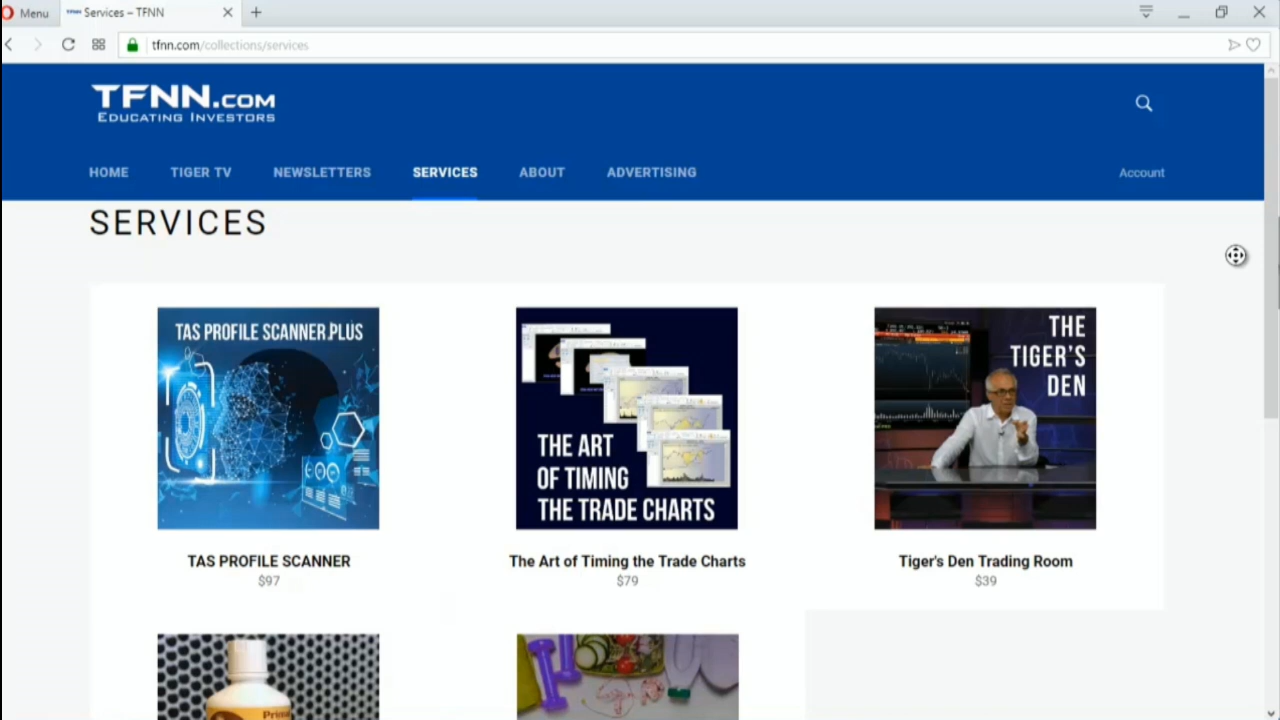 Menu
Services – TFNN
tfnn.com/collections/services
TFNN.COM
EDUCATING INVESTORS
HOME
TIGER TV
NEWSLETTERS
SERVICES
ABOUT
ADVERTISING
Account
SERVICES
TAS PROFILE SCANNER PLUS
THE ART
OF TIMING
THE TRADE CHARTS
THE
TIGER'S
DEN
TAS PROFILE SCANNER
$97
The Art of Timing the Trade Charts
$79
Tiger's Den Trading Room
$39